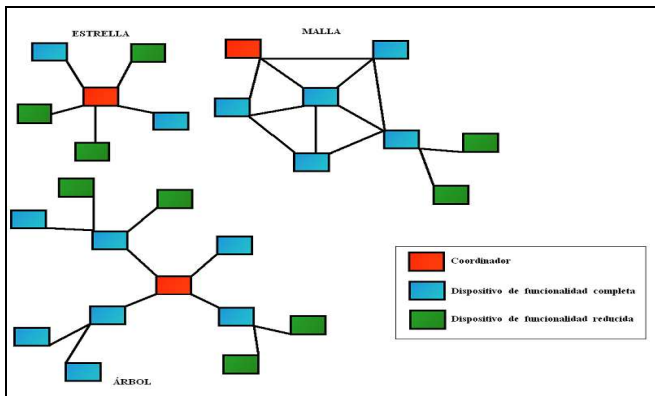 ESTRELLA
MALLA
Coordinador
Dispositivo de funcionalidad completa
Dispositivo de funcionalidad reducida
ÁRBOL